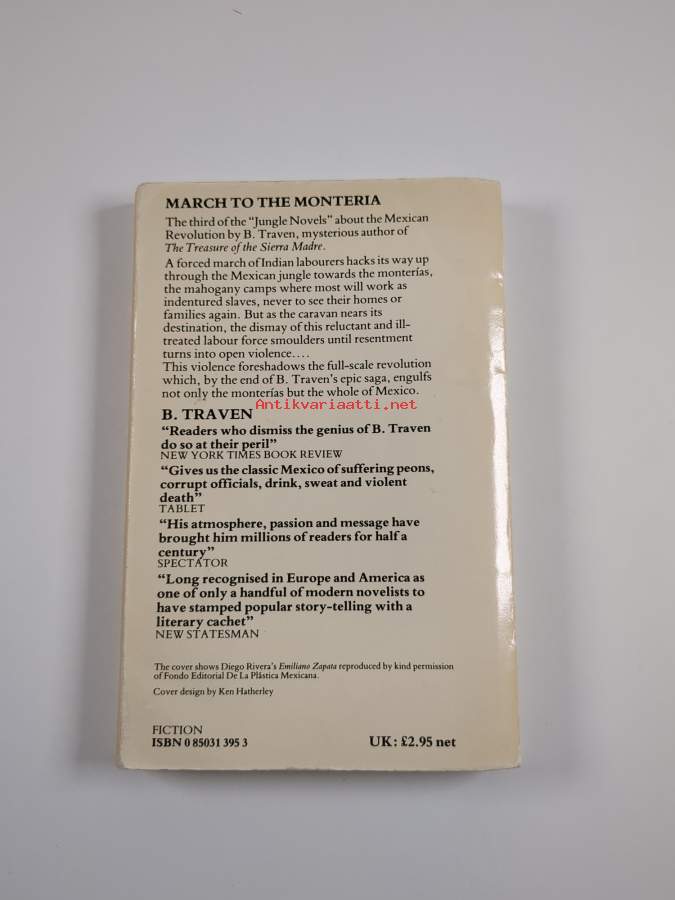 MARCH TO THE MONTERIA
The third of the "Jungle Novels" about the Mexican
Revolution by B. Traven, mysterious author of
The Treasure of the Sierra Madre.
A forced march of Indian labourers hacks its way up
through the Mexican jungle towards the monterías,
the mahogany camps where most will work as
indentured slaves, never to see their homes or
families again. But as the caravan nears its
destination, the dismay of this reluctant and ill-
treated labour force smoulders until resentment
turns into open violence....
This violence foreshadows the full-scale revolution
which, by the end of B. Traven's epic saga, engulfs
not only the monterías but the whole of Mexico.
Antikvariaatti.net
B. TRAVEN
"Readers who dismiss the genius of B. Traven
do so at their peril"
NEW YORK TIMES BOOK REVIEW
"Gives us the classic Mexico of suffering peons,
corrupt officials, drink, sweat and violent
death"
TABLET
"His atmosphere, passion and message have
brought him millions of readers for half a
century"
SPECTATOR
"Long recognised in Europe and America as
one of only a handful of modern novelists to
have stamped popular story-telling with a
literary cachet"
NEW STATESMAN
The cover shows Diego Rivera's Emiliano Zapata reproduced by kind permission
of Fondo Editorial De La Plástica Mexicana.
Cover design by Ken Hatherley
FICTION
ISBN 0 85031 395 3
UK: £2.95 net